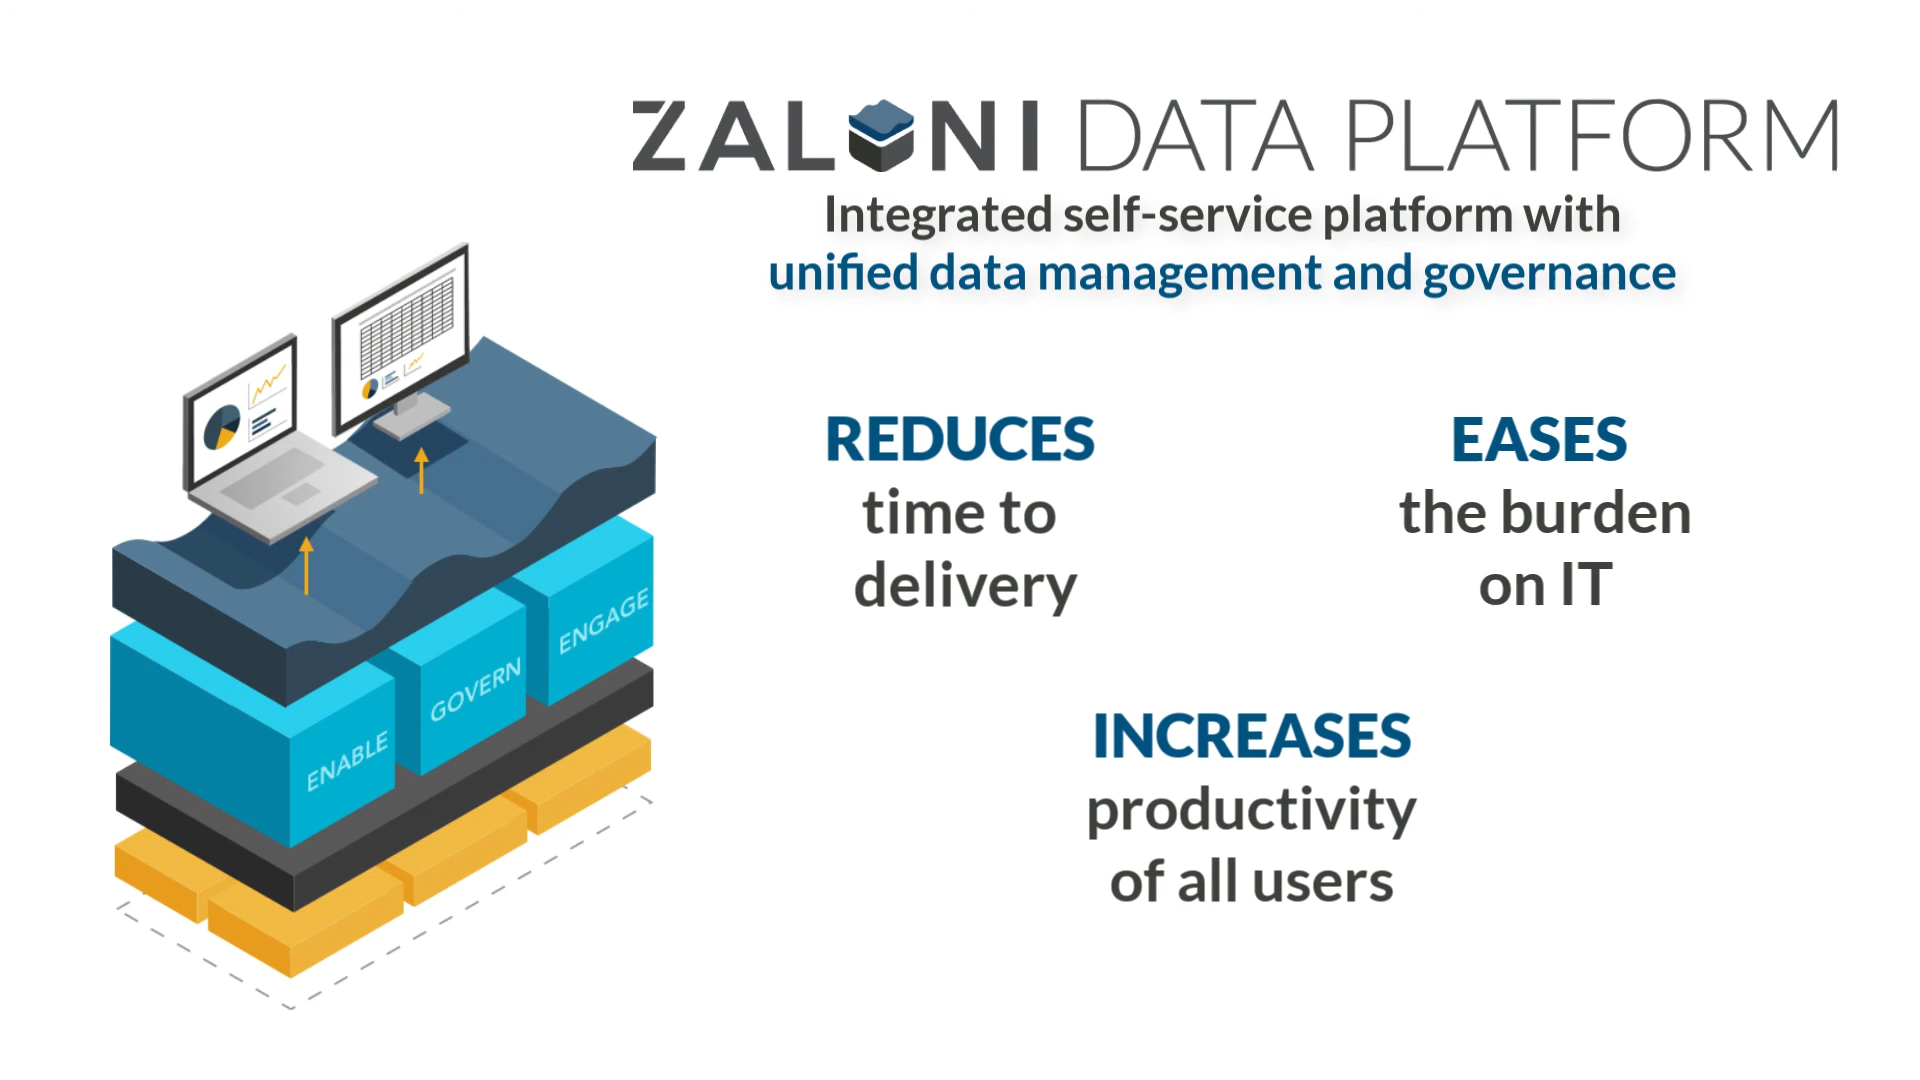 ZALONI DATA PLATFORM
Integrated self-service platform with
unified data management and governance
REDUCES
time to
delivery
EASES
the burden
on IT
INCREASES
productivity
of all users
ENABLE
GOVERN
ENGAGE